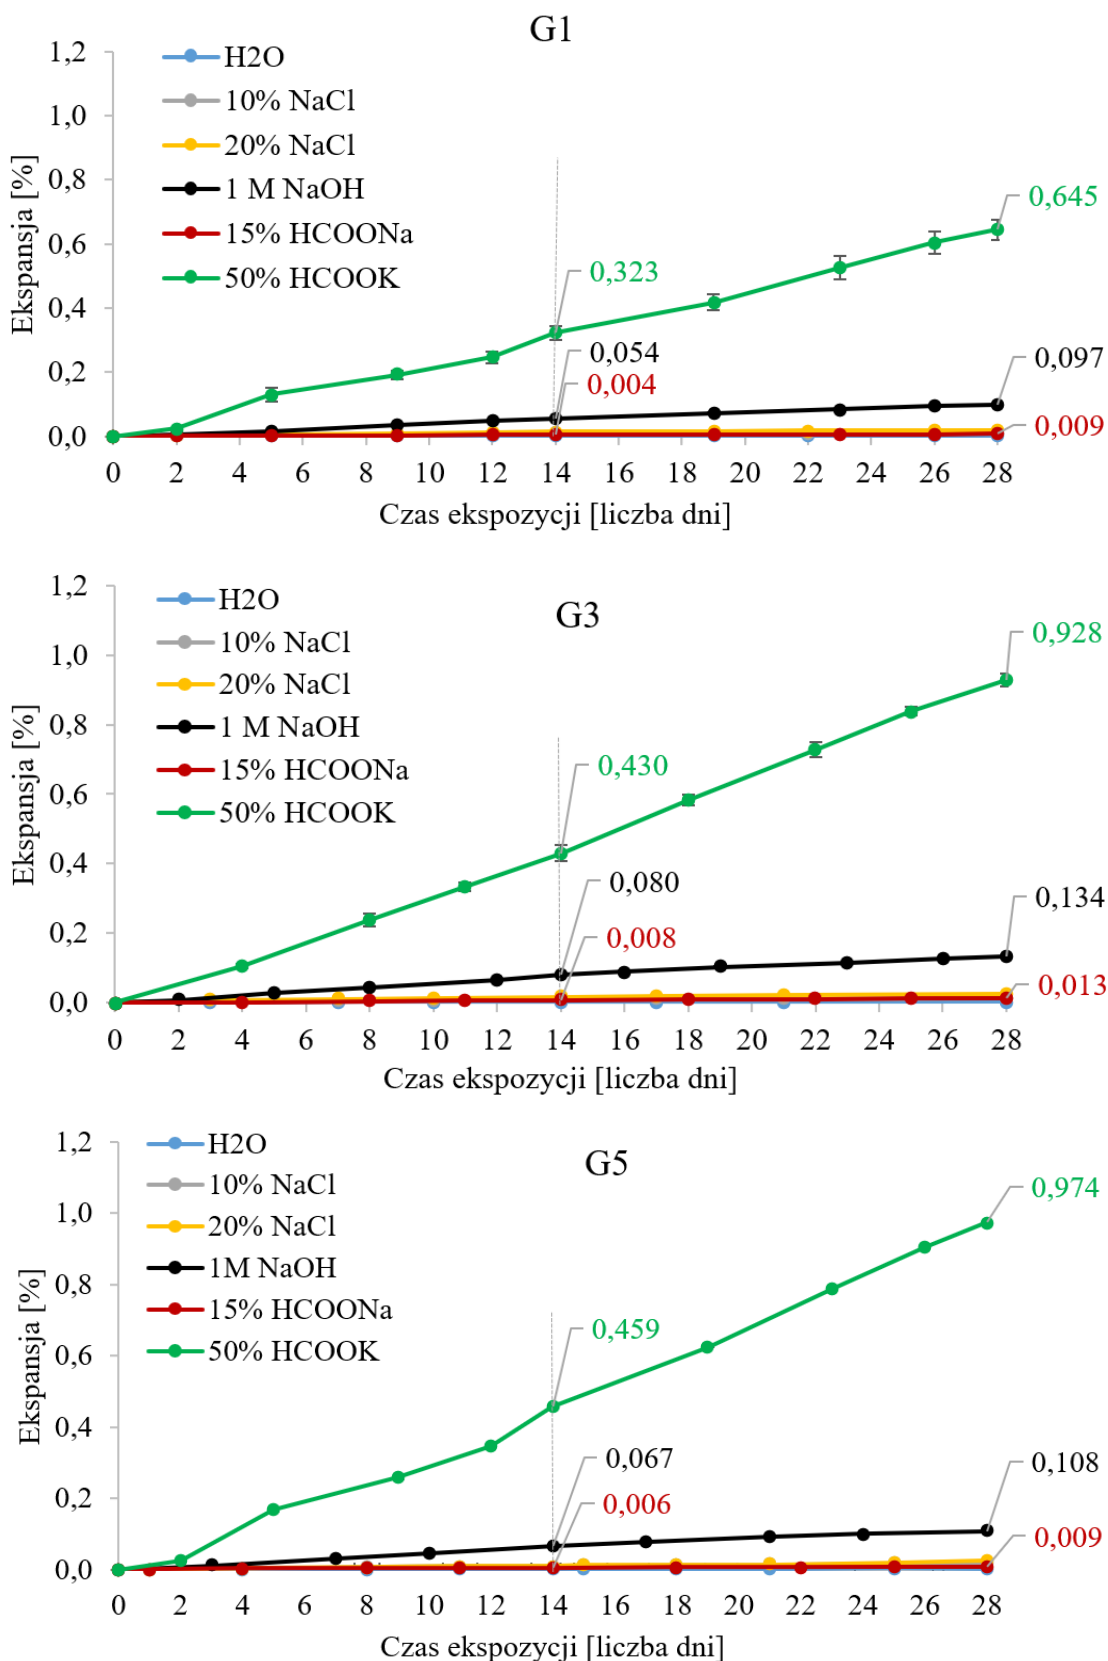 G1
1,2
1,0
0,8
0,6
0,4
0,2
0,0
Ekspansja [%]
H2O
10% NaCl
20% NaCl
1 M NaOH
15% HCOONa
50% HCOOK
0,323
0,054
0,004
0,645
0,097
0,009
0 2 4 6 8 10 12 14 16 18 20 22 24 26 28
Czas ekspozycji [liczba dni]
G3
1,2
1,0
0,8
0,6
0,4
0,2
0,0
Ekspansja [%]
H2O
10% NaCl
20% NaCl
1 M NaOH
15% HCOONa
50% HCOOK
0,430
0,080
0,008
0,928
0,134
0,013
0 2 4 6 8 10 12 14 16 18 20 22 24 26 28
Czas ekspozycji [liczba dni]
G5
1,2
1,0
0,8
0,6
0,4
0,2
0,0
Ekspansja [%]
H2O
10% NaCl
20% NaCl
1M NaOH
15% HCOONa
50% HCOOK
0,459
0,067
0,006
0,974
0,108
0,009
0 2 4 6 8 10 12 14 16 18 20 22 24 26 28
Czas ekspozycji [liczba dni]